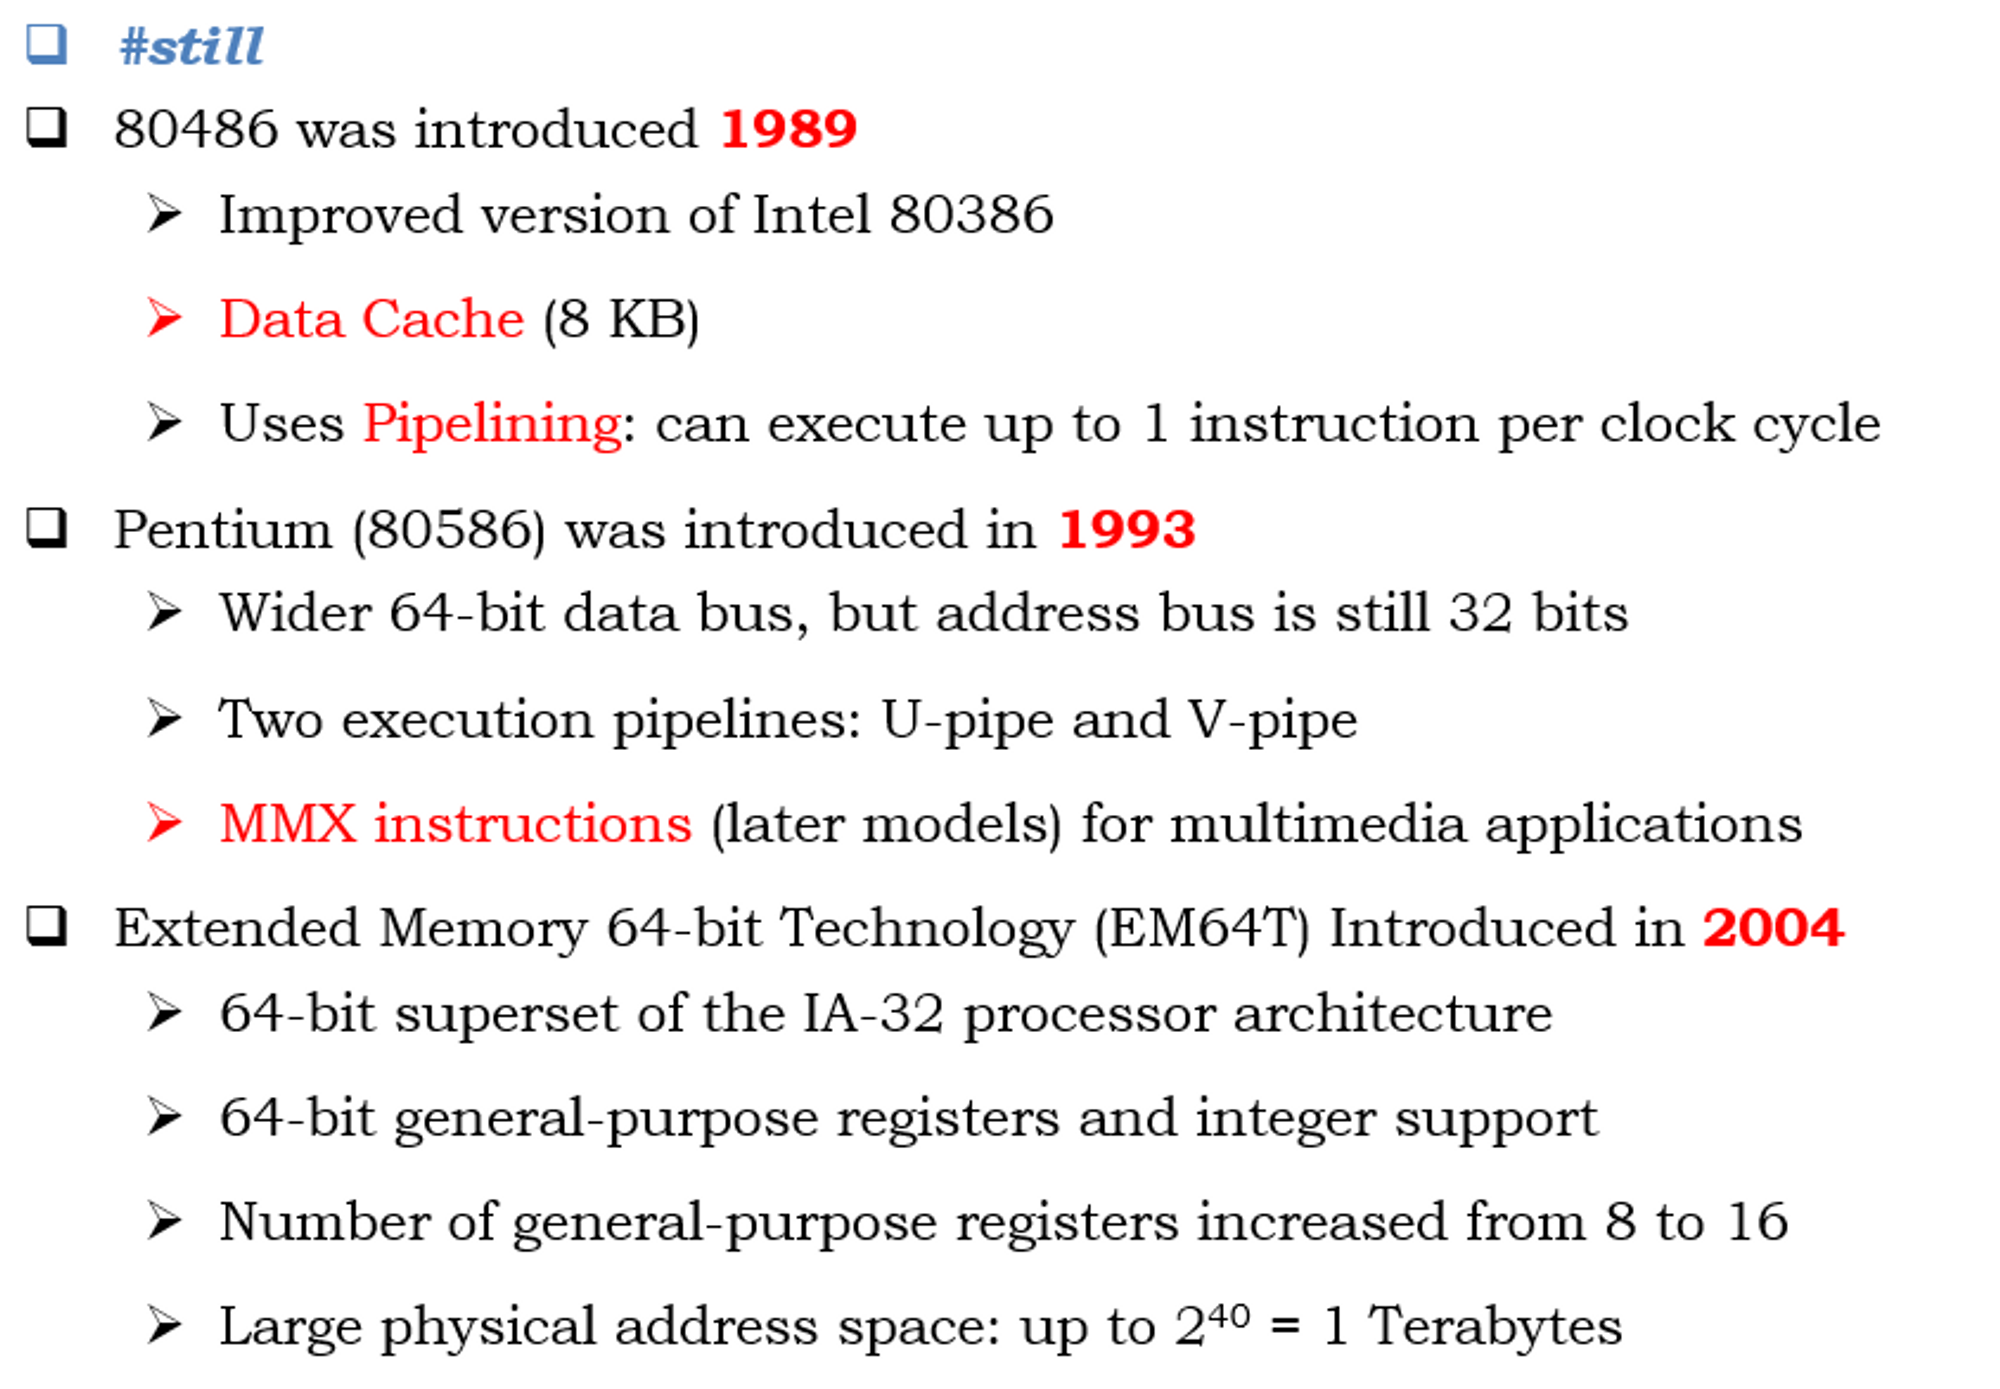 #still
80486 was introduced 1989
Improved version of Intel 80386
Data Cache (8 KB)
Uses Pipelining: can execute up to 1 instruction per clock cycle
Pentium (80586) was introduced in 1993
Wider 64-bit data bus, but address bus is still 32 bits
Two execution pipelines: U-pipe and V-pipe
MMX instructions (later models) for multimedia applications
Extended Memory 64-bit Technology (EM64T) Introduced in 2004
64-bit superset of the IA-32 processor architecture
64-bit general-purpose registers and integer support
Number of general-purpose registers increased from 8 to 16
Large physical address space: up to 2⁴⁰ = 1 Terabytes